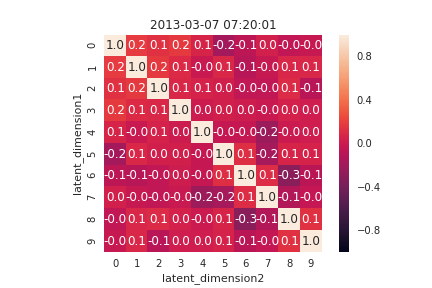 2013-03-07 07:20:01
latent_dimension1
0 1.0 0.2 0.1 0.2 0.1 -0.2 -0.1 0.0 -0.0 -0.0
1 0.2 1.0 0.2 0.1 -0.0 0.1 -0.1 -0.0 0.1 0.1
2 0.1 0.2 1.0 0.1 0.1 0.0 -0.0 -0.0 0.1 -0.1
3 0.2 0.1 0.1 1.0 0.0 0.0 0.0 -0.0 0.0 0.0
4 0.1 -0.0 0.1 0.0 1.0 -0.0 -0.0 -0.2 -0.0 0.0
5 -0.2 0.1 0.0 0.0 -0.0 1.0 0.1 -0.2 0.1 0.1
6 -0.1 -0.1 -0.0 0.0 -0.0 0.1 1.0 0.1 -0.3 -0.1
7 0.0 -0.0 -0.0 -0.0 -0.2 -0.2 0.1 1.0 -0.1 -0.0
8 -0.0 0.1 0.1 0.0 -0.0 0.1 -0.3 -0.1 1.0 0.1
9 -0.0 0.1 -0.1 0.0 0.0 0.1 -0.1 -0.0 0.1 1.0
0 1 2 3 4 5 6 7 8 9
latent_dimension2
0.8
0.4
0.0
-0.4
-0.8